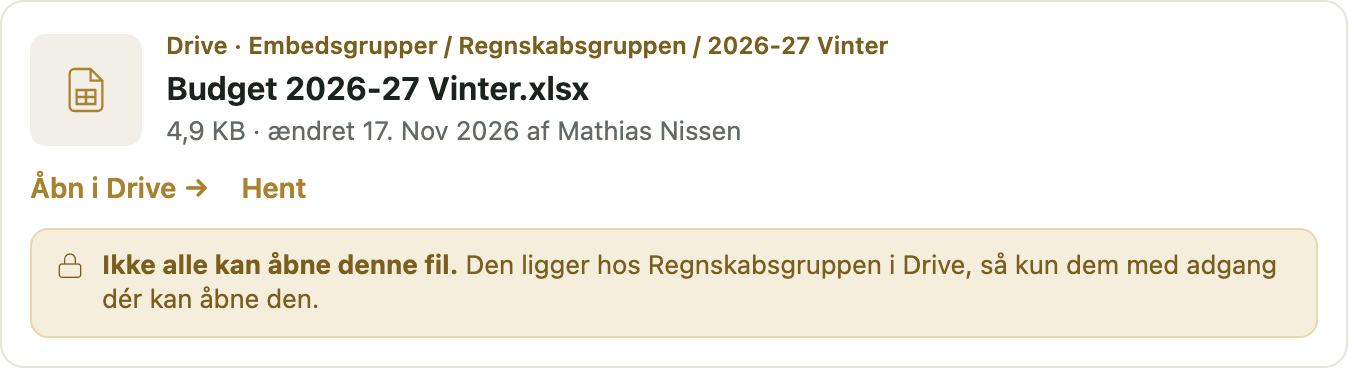 Drive · Embedsgrupper / Regnskabsgruppen / 2026-27 Vinter
Budget 2026-27 Vinter.xlsx
4,9 KB · ændret 17. Nov 2026 af Mathias Nissen
Åbn i Drive → Hent
Ikke alle kan åbne denne fil. Den ligger hos Regnskabsgruppen i Drive, så kun dem med adgang
dér kan åbne den.